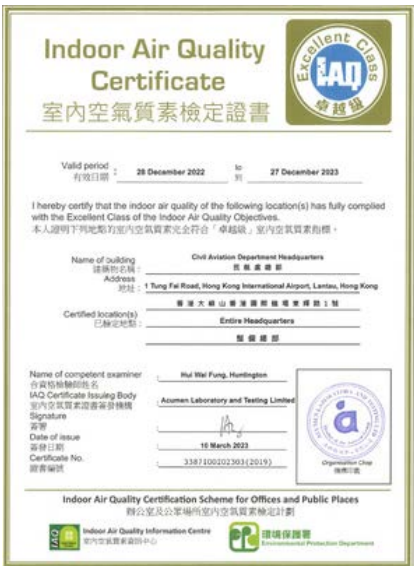 Indoor Air Quality
Certificate
室內空氣質素檢定證書
Excellent Class
IAQ
卓越級
Valid period : 28 December 2022 to 27 December 2023
有效日期 到
I hereby certify that the indoor air quality of the following location(s) has fully complied
with the Excellent Class of the Indoor Air Quality Objectives.
本人證明下列地點的室內空氣質素完全符合「卓越級」室內空氣質素指標。
Name of building Civil Aviation Department Headquarters
建築物名稱 : 民航處總部
Address
地址 : 1 Tung Fai Road, Hong Kong International Airport, Lantau, Hong Kong
香港大嶼山香港國際機場東輝路1號
Certified location(s) Entire Headquarters
已檢定地點 :
整個總部
Name of competent examiner : Hui Wai Fung, Huntington
合資格檢驗師姓名
IAQ Certificate Issuing Body : Acumen Laboratory and Testing Limited
室內空氣質素證書簽發機構
Signature
簽署
Date of issue : 10 March 2023
簽發日期
Certificate No. : 3387100202303(2019)
證書編號
Organisation Chop
機構印鑑
Indoor Air Quality Certification Scheme for Offices and Public Places
辦公室及公眾場所室內空氣質素檢定計劃
IAQ
Indoor Air Quality Information Centre
室內空氣質素資訊中心
環境保護署
Environmental Protection Department